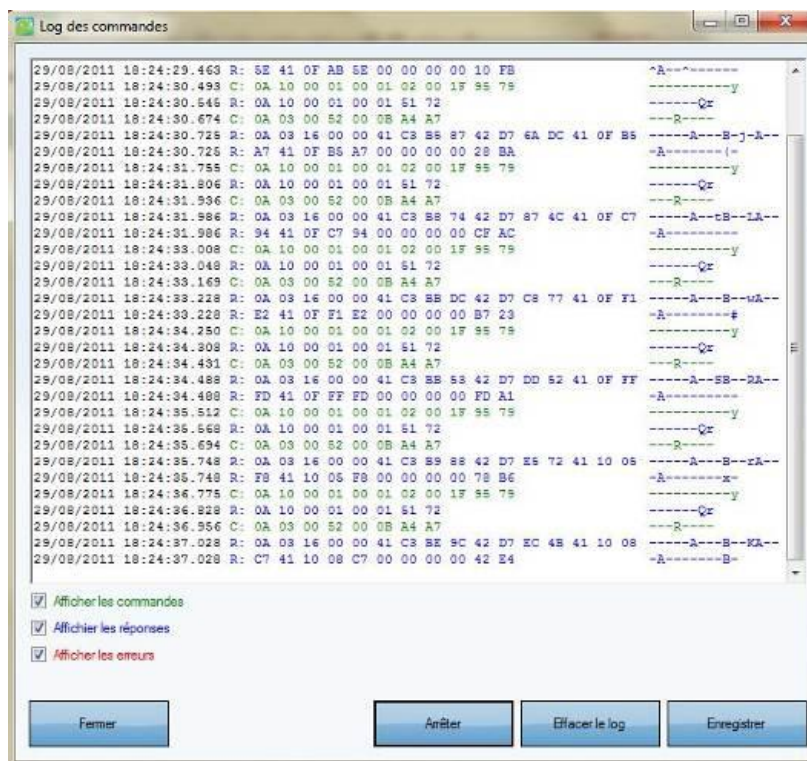 Log des commandes
29/08/2011 18:24:29.463 R: 5E 41 0F AB 5E 00 00 00 00 10 FB ^A--^------
29/08/2011 18:24:30.493 C: 0A 10 00 01 00 01 02 00 1F 95 79 ----------y
29/08/2011 18:24:30.545 R: 0A 10 00 01 00 01 51 72 ------Qr
29/08/2011 18:24:30.674 C: 0A 03 00 52 00 0B A4 A7 ---R----
29/08/2011 18:24:30.725 R: 0A 03 16 00 00 41 C3 B5 87 42 D7 6A DC 41 0F B5 -----A---B-j-A--
29/08/2011 18:24:30.725 R: A7 41 0F B5 A7 00 00 00 00 28 BA -A-------(-
29/08/2011 18:24:31.755 C: 0A 10 00 01 00 01 02 00 1F 95 79 ----------y
29/08/2011 18:24:31.806 R: 0A 10 00 01 00 01 51 72 ------Qr
29/08/2011 18:24:31.936 C: 0A 03 00 52 00 0B A4 A7 ---R----
29/08/2011 18:24:31.986 R: 0A 03 16 00 00 41 C3 B8 74 42 D7 87 4C 41 0F C7 -----A--tB--LA--
29/08/2011 18:24:31.986 R: 94 41 0F C7 94 00 00 00 00 CF AC -A---------
29/08/2011 18:24:33.008 C: 0A 10 00 01 00 01 02 00 1F 95 79 ----------y
29/08/2011 18:24:33.048 R: 0A 10 00 01 00 01 51 72 ------Qr
29/08/2011 18:24:33.169 C: 0A 03 00 52 00 0B A4 A7 ---R----
29/08/2011 18:24:33.228 R: 0A 03 16 00 00 41 C3 BB DC 42 D7 C8 77 41 0F F1 -----A---B--wA--
29/08/2011 18:24:33.228 R: E2 41 0F F1 E2 00 00 00 00 B7 23 -A--------#
29/08/2011 18:24:34.250 C: 0A 10 00 01 00 01 02 00 1F 95 79 ----------y
29/08/2011 18:24:34.308 R: 0A 10 00 01 00 01 51 72 ------Qr
29/08/2011 18:24:34.431 C: 0A 03 00 52 00 0B A4 A7 ---R----
29/08/2011 18:24:34.488 R: 0A 03 16 00 00 41 C3 BB 53 42 D7 DD 52 41 0F FF -----A--SB--RA--
29/08/2011 18:24:34.488 R: FD 41 0F FF FD 00 00 00 00 FD A1 -A---------
29/08/2011 18:24:35.512 C: 0A 10 00 01 00 01 02 00 1F 95 79 ----------y
29/08/2011 18:24:35.568 R: 0A 10 00 01 00 01 51 72 ------Qr
29/08/2011 18:24:35.694 C: 0A 03 00 52 00 0B A4 A7 ---R----
29/08/2011 18:24:35.748 R: 0A 03 16 00 00 41 C3 B9 88 42 D7 E5 72 41 10 05 -----A---B--rA--
29/08/2011 18:24:35.748 R: F8 41 10 05 F8 00 00 00 00 78 B6 -A-------x-
29/08/2011 18:24:36.775 C: 0A 10 00 01 00 01 02 00 1F 95 79 ----------y
29/08/2011 18:24:36.828 R: 0A 10 00 01 00 01 51 72 ------Qr
29/08/2011 18:24:36.956 C: 0A 03 00 52 00 0B A4 A7 ---R----
29/08/2011 18:24:37.028 R: 0A 03 16 00 00 41 C3 BE 9C 42 D7 EC 4B 41 10 08 -----A---B--KA--
29/08/2011 18:24:37.028 R: C7 41 10 08 C7 00 00 00 00 42 E4 -A-------B-
Afficher les commandes
Affichier les réponses
Afficher les erreurs
Fermer
Arrêter
Effacer le log
Enregistrer